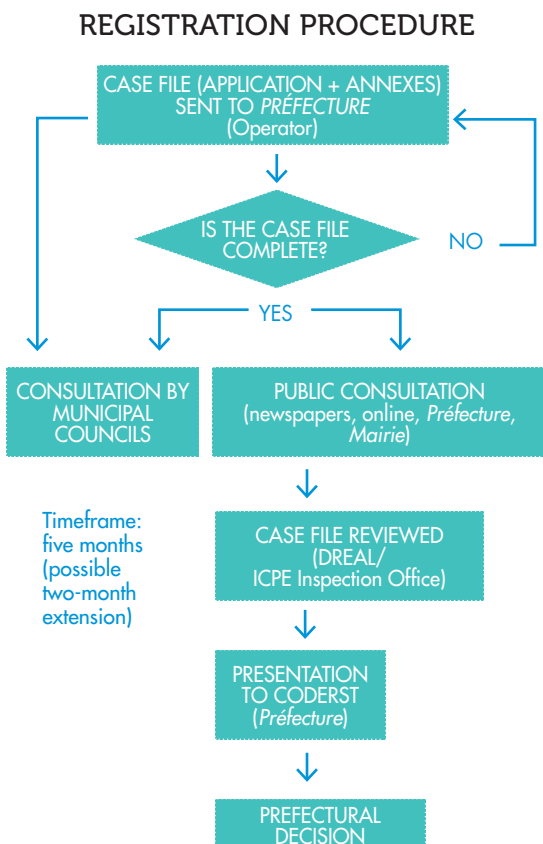 REGISTRATION PROCEDURE
CASE FILE (APPLICATION + ANNEXES)
SENT TO PRÉFECTURE
(Operator)
IS THE CASE FILE
COMPLETE?
NO
YES
CONSULTATION BY
MUNICIPAL
COUNCILS
PUBLIC CONSULTATION
(newspapers, online, Préfecture,
Mairie)
Timeframe:
five months
(possible
two-month
extension)
CASE FILE REVIEWED
(DREAL/
ICPE Inspection Office)
PRESENTATION
TO CODERST
(Préfecture)
PREFECTURAL
DECISION